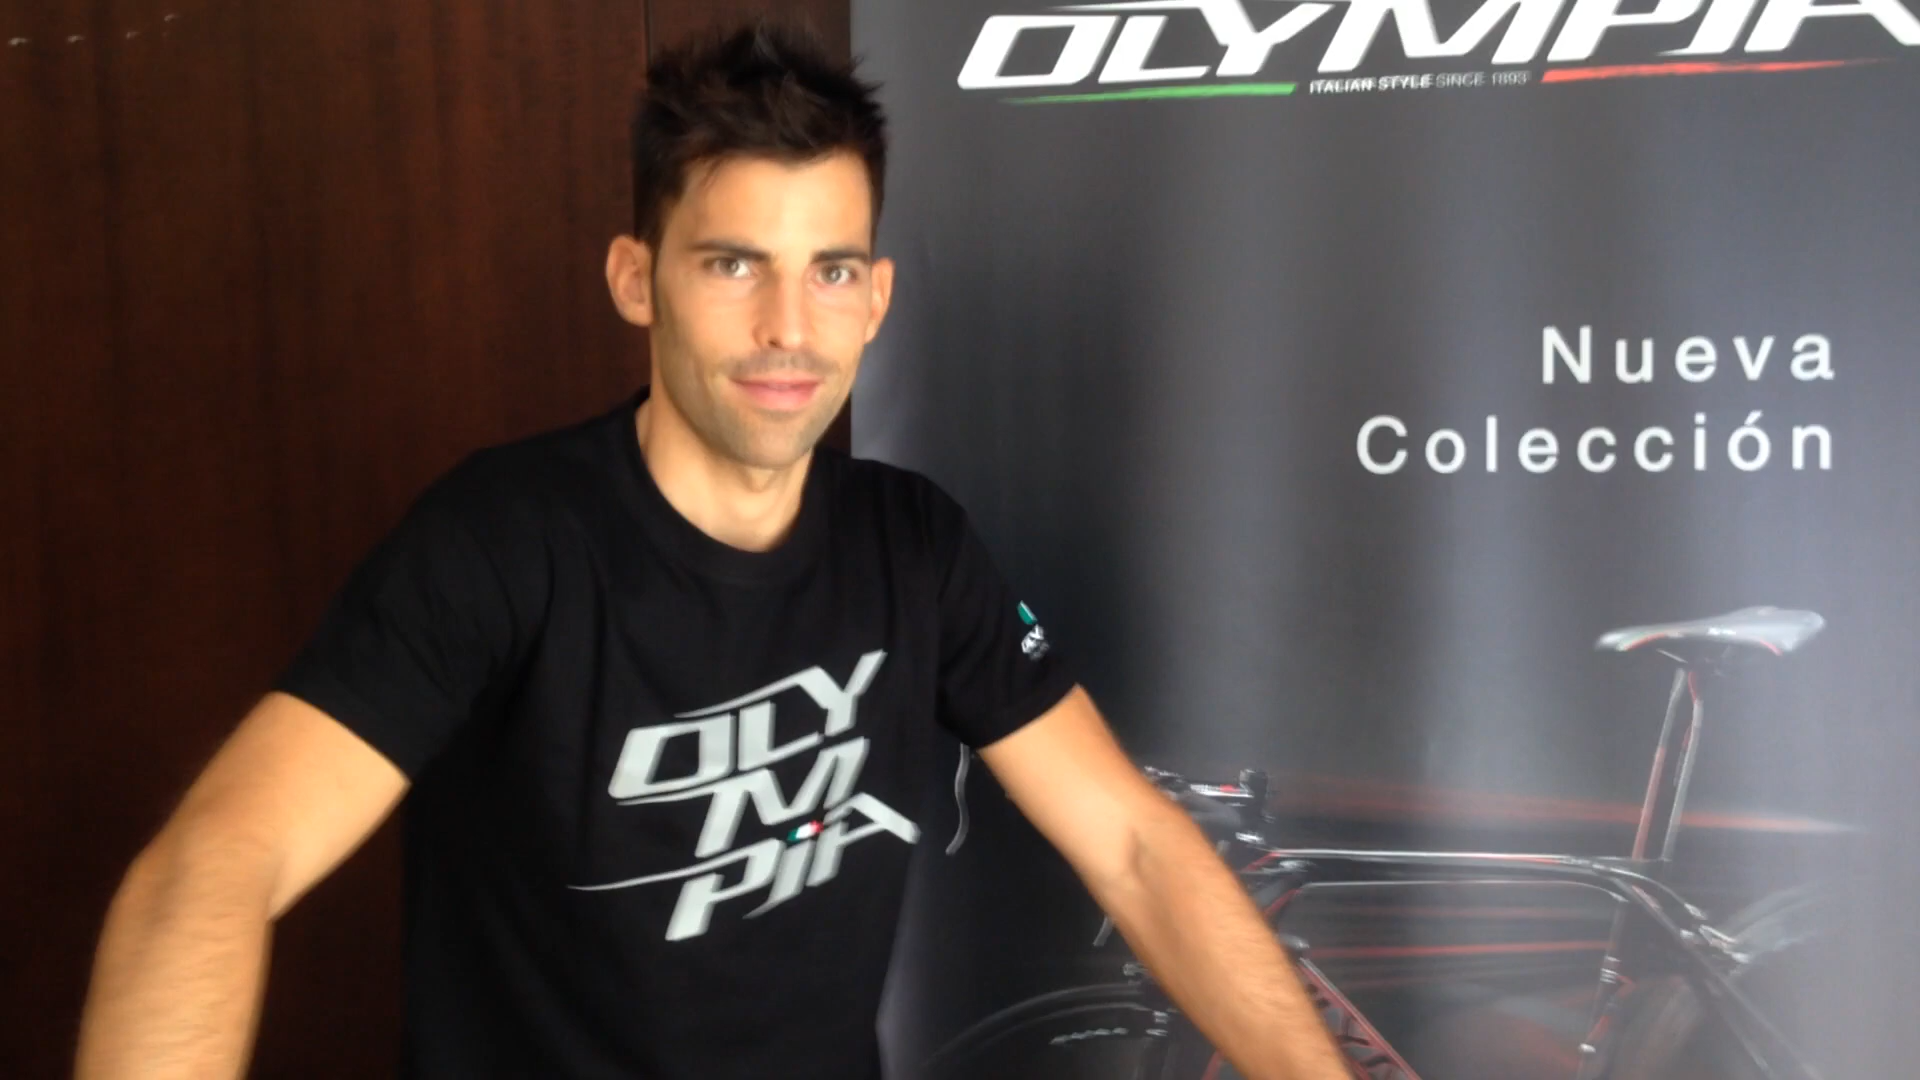 OLYMPIA
ITALIAN STYLE SINCE 1893
Nueva
Colección
OLY
M
PIA